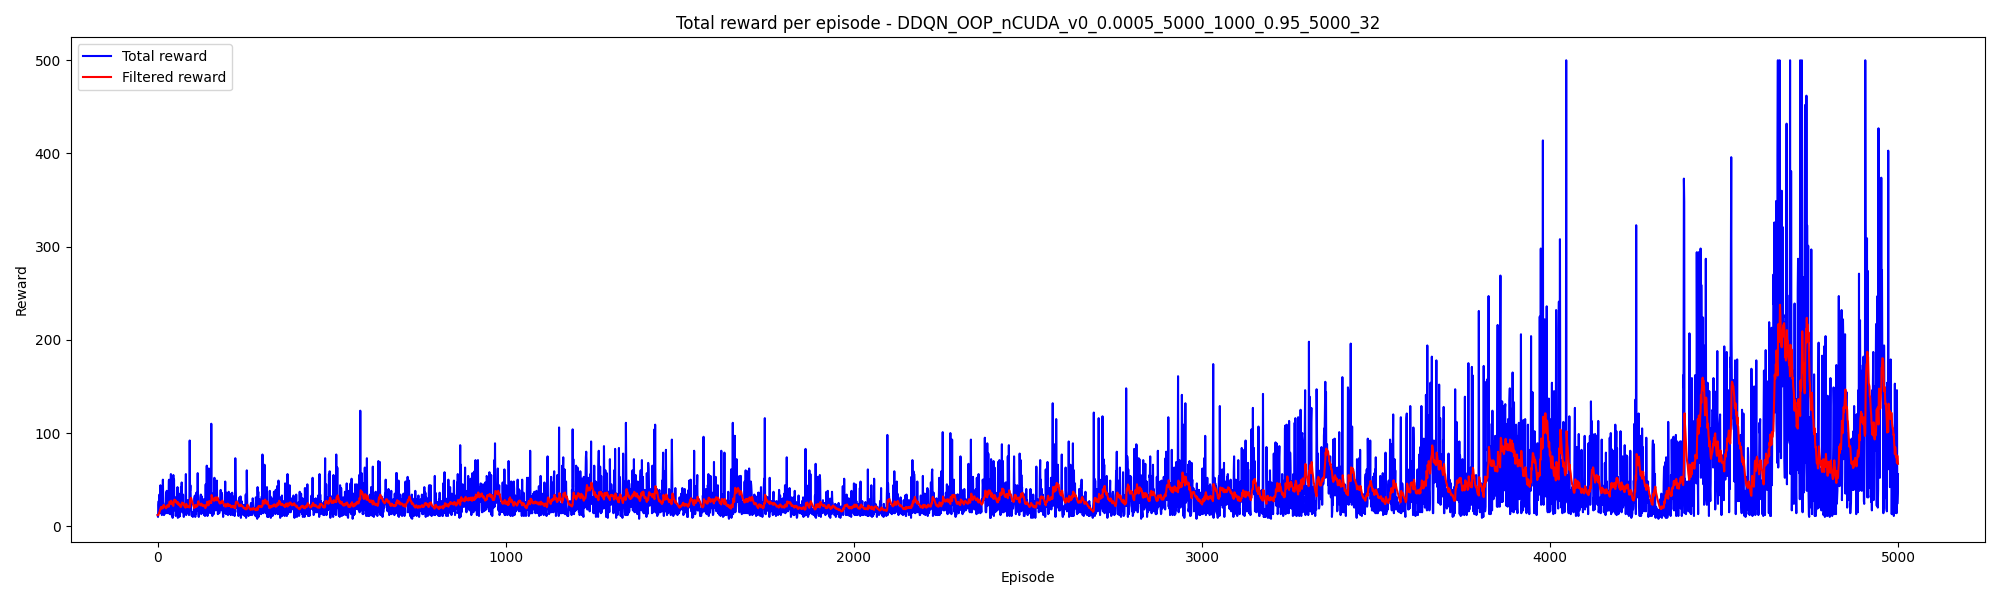 Total reward per episode - DDQN_OOP_nCUDA_v0_0.0005_5000_1000_0.95_5000_32
Total reward
Filtered reward
500
400
300
200
100
0
Reward
0 1000 2000 3000 4000 5000
Episode